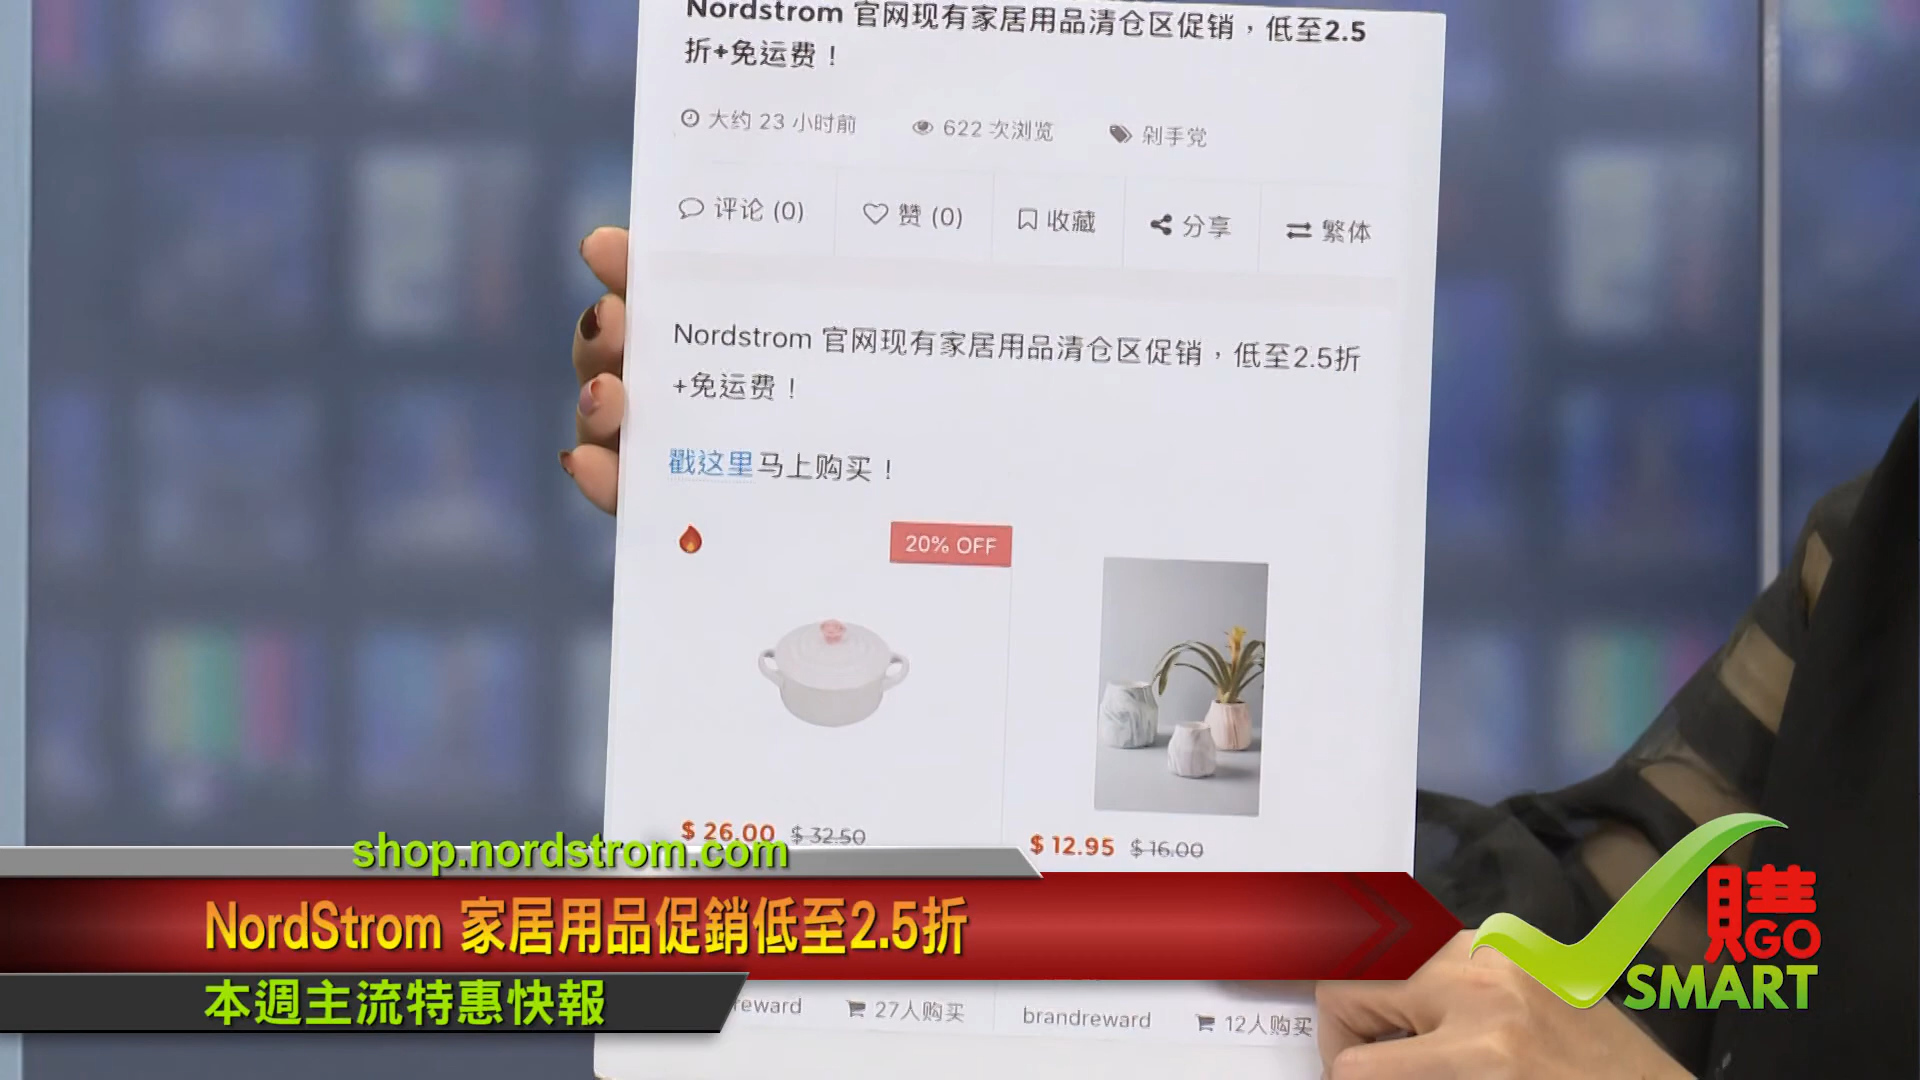 Nordstrom 官网现有家居用品清仓区促销，低至2.5
折+免运费！
大约 23 小时前 622 次浏览 剁手党
评论 (0) 赞 (0) 收藏 分享 繁体
Nordstrom 官网现有家居用品清仓区促销，低至2.5折
+免运费！
戳这里马上购买！
20% OFF
$ 26.00 $ 32.50 $ 12.95 $ 16.00
shop.nordstrom.com
NordStrom 家居用品促銷低至2.5折
本週主流特惠快報
reward 27人购买 brandreward 12人购买
購
GO
SMART